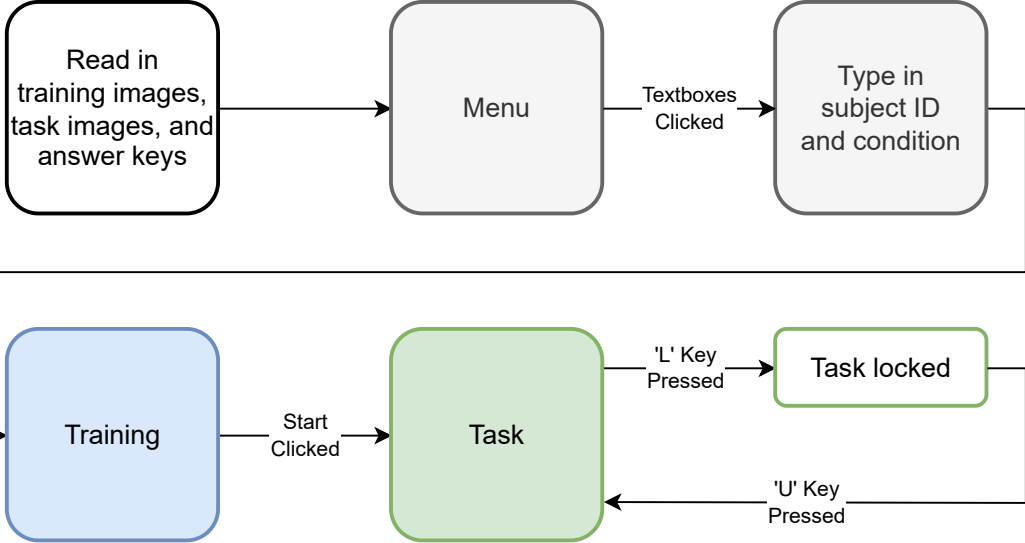 Read in
training images,
task images, and
answer keys
Menu
Textboxes
Clicked
Type in
subject ID
and condition
Training
Start
Clicked
Task
'L' Key
Pressed
Task locked
'U' Key
Pressed